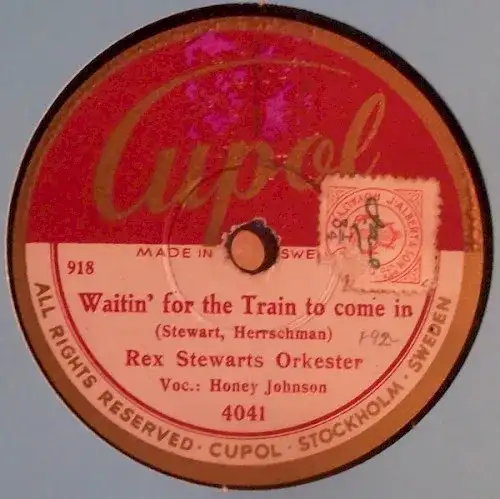 Cupol
MADE IN SWE
918
Waitin' for the Train to come in
(Stewart, Herrschman)
Rex Stewarts Orkester
Voc.: Honey Johnson
4041
ALL RIGHTS RESERVED · CUPOL · STOCKHOLM · SWEDEN